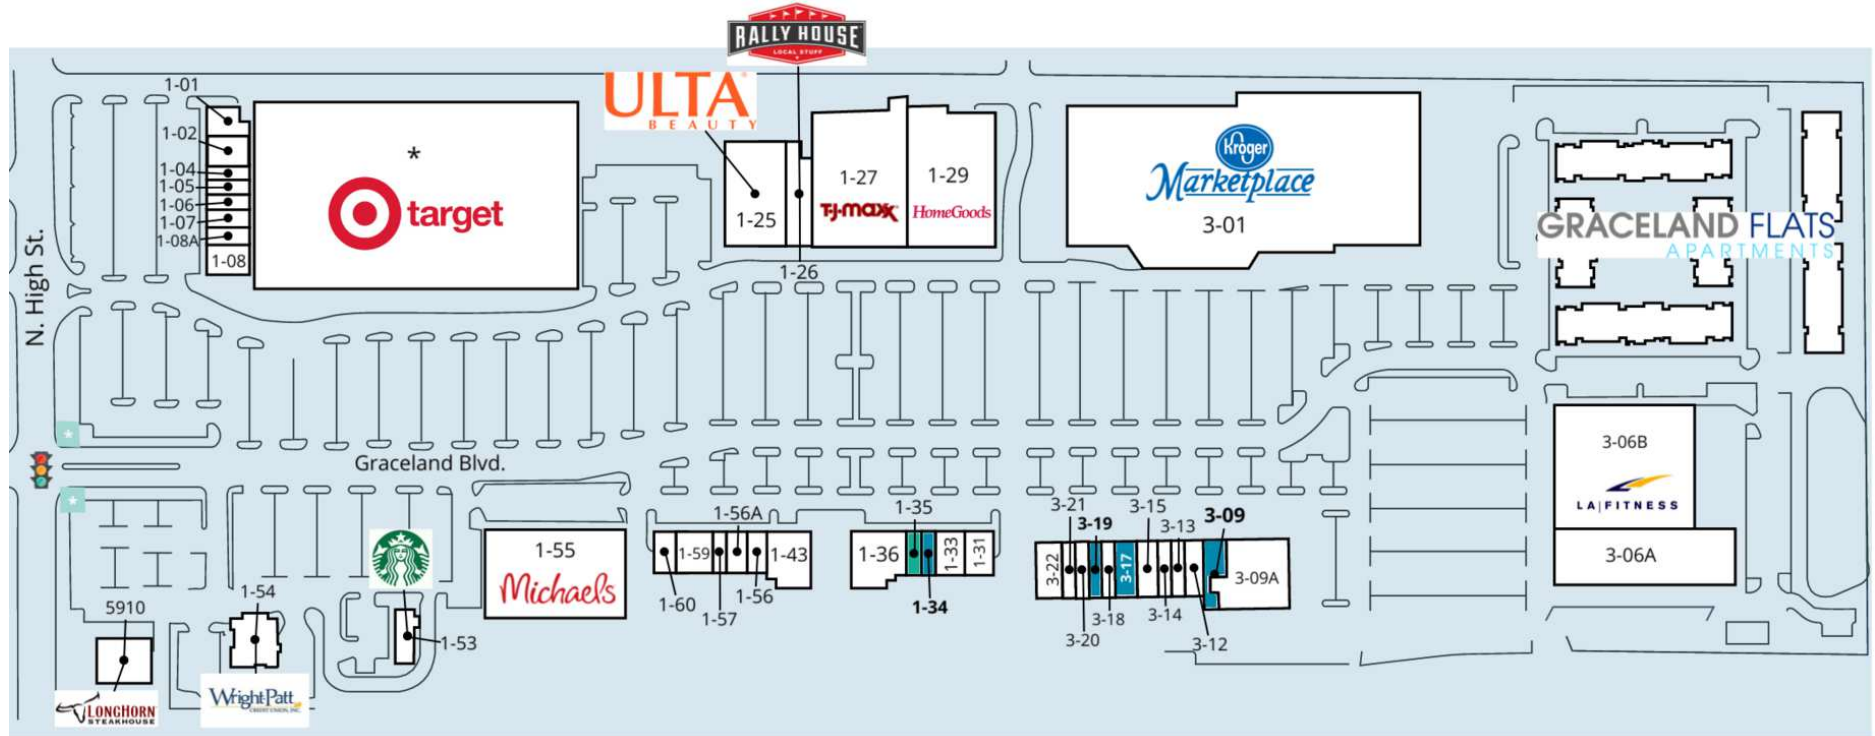 RALLY HOUSE
LOCAL STUFF
1-01
1-02
1-04
1-05
1-06
1-07
1-08A
1-08
*
target
ULTA
BEAUTY
1-25
1-26
1-27
T·J·maxx
1-29
HomeGoods
Kroger
Marketplace
3-01
GRACELAND FLATS
APARTMENTS
N. High St.
*
*
Graceland Blvd.
3-06B
LA|FITNESS
3-06A
1-55
Michaels
1-56A
1-59
1-43
1-60
1-57
1-56
1-35
1-36
1-33
1-31
1-34
3-21
3-19
3-15
3-13
3-09
3-22
3-17
3-09A
3-18
3-14
3-20
3-12
5910
LONGHORN
STEAKHOUSE
1-54
Wright-Patt
CREDIT UNION, INC.
1-53